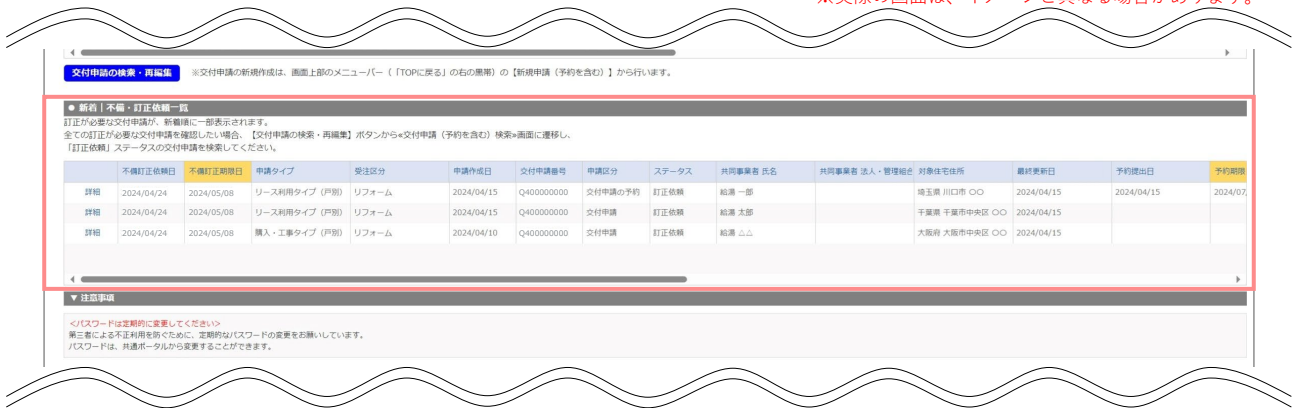 ※実際の画面は、イメージと異なる場合があります。
交付申請の検索・再編集 ※交付申請の新規作成は、画面上部のメニューバー（「TOPに戻る」の右の黒帯）の【新規申請（予約を含む）】から行います。
● 新着｜不備・訂正依頼一覧
訂正が必要な交付申請が、新着順に一部表示されます。
全ての訂正が必要な交付申請を確認したい場合、【交付申請の検索・再編集】ボタンから«交付申請（予約を含む）検索»画面に遷移し、
「訂正依頼」ステータスの交付申請を検索してください。
不備訂正依頼日 不備訂正期限日 申請タイプ 受注区分 申請作成日 交付申請番号 申請区分 ステータス 共同事業者 氏名 共同事業者 法人・管理組合 対象住宅住所 最終更新日 予約提出日 予約期限
詳細 2024/04/24 2024/05/08 リース利用タイプ（戸別） リフォーム 2024/04/15 Q400000000 交付申請の予約 訂正依頼 給湯 一郎 埼玉県 川口市 〇〇 2024/04/15 2024/04/15 2024/07,
詳細 2024/04/24 2024/05/08 リース利用タイプ（戸別） リフォーム 2024/04/15 Q400000000 交付申請 訂正依頼 給湯 太郎 千葉県 千葉市中央区 〇〇 2024/04/15
詳細 2024/04/24 2024/05/08 購入・工事タイプ（戸別） リフォーム 2024/04/10 Q400000000 交付申請 訂正依頼 給湯 △△ 大阪府 大阪市中央区 〇〇 2024/04/15
▼ 注意事項
<パスワードは定期的に変更してください>
第三者による不正利用を防ぐために、定期的なパスワードの変更をお願いしています。
パスワードは、共通ポータルから変更することができます。